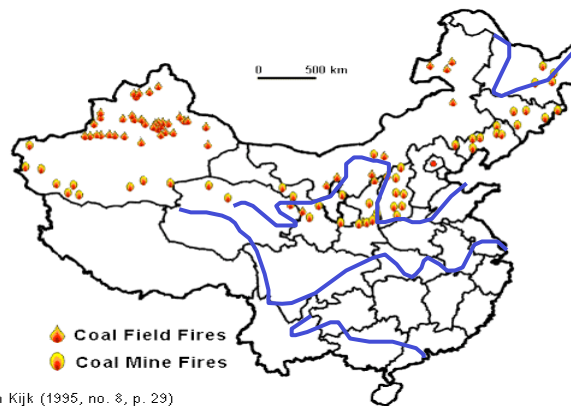 0 500 km
Coal Field Fires
Coal Mine Fires
Kijk (1995, no. 8, p. 29)